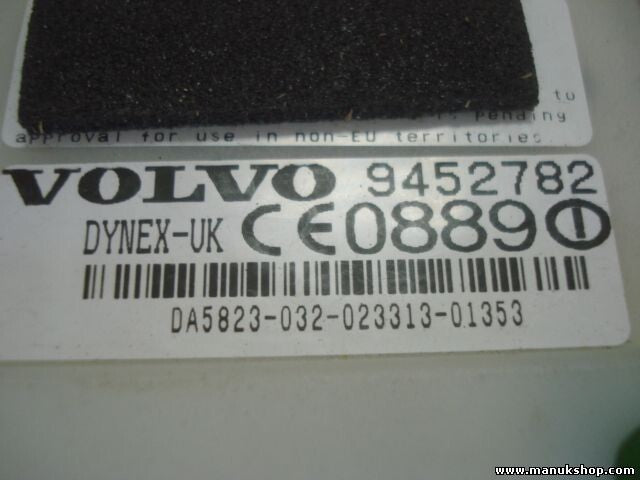 to
pending
approval for use in non-EU territories.
VOLVO 9452782
DYNEX-UK CE0889
DA5823-032-023313-01353
www.manukshop.com